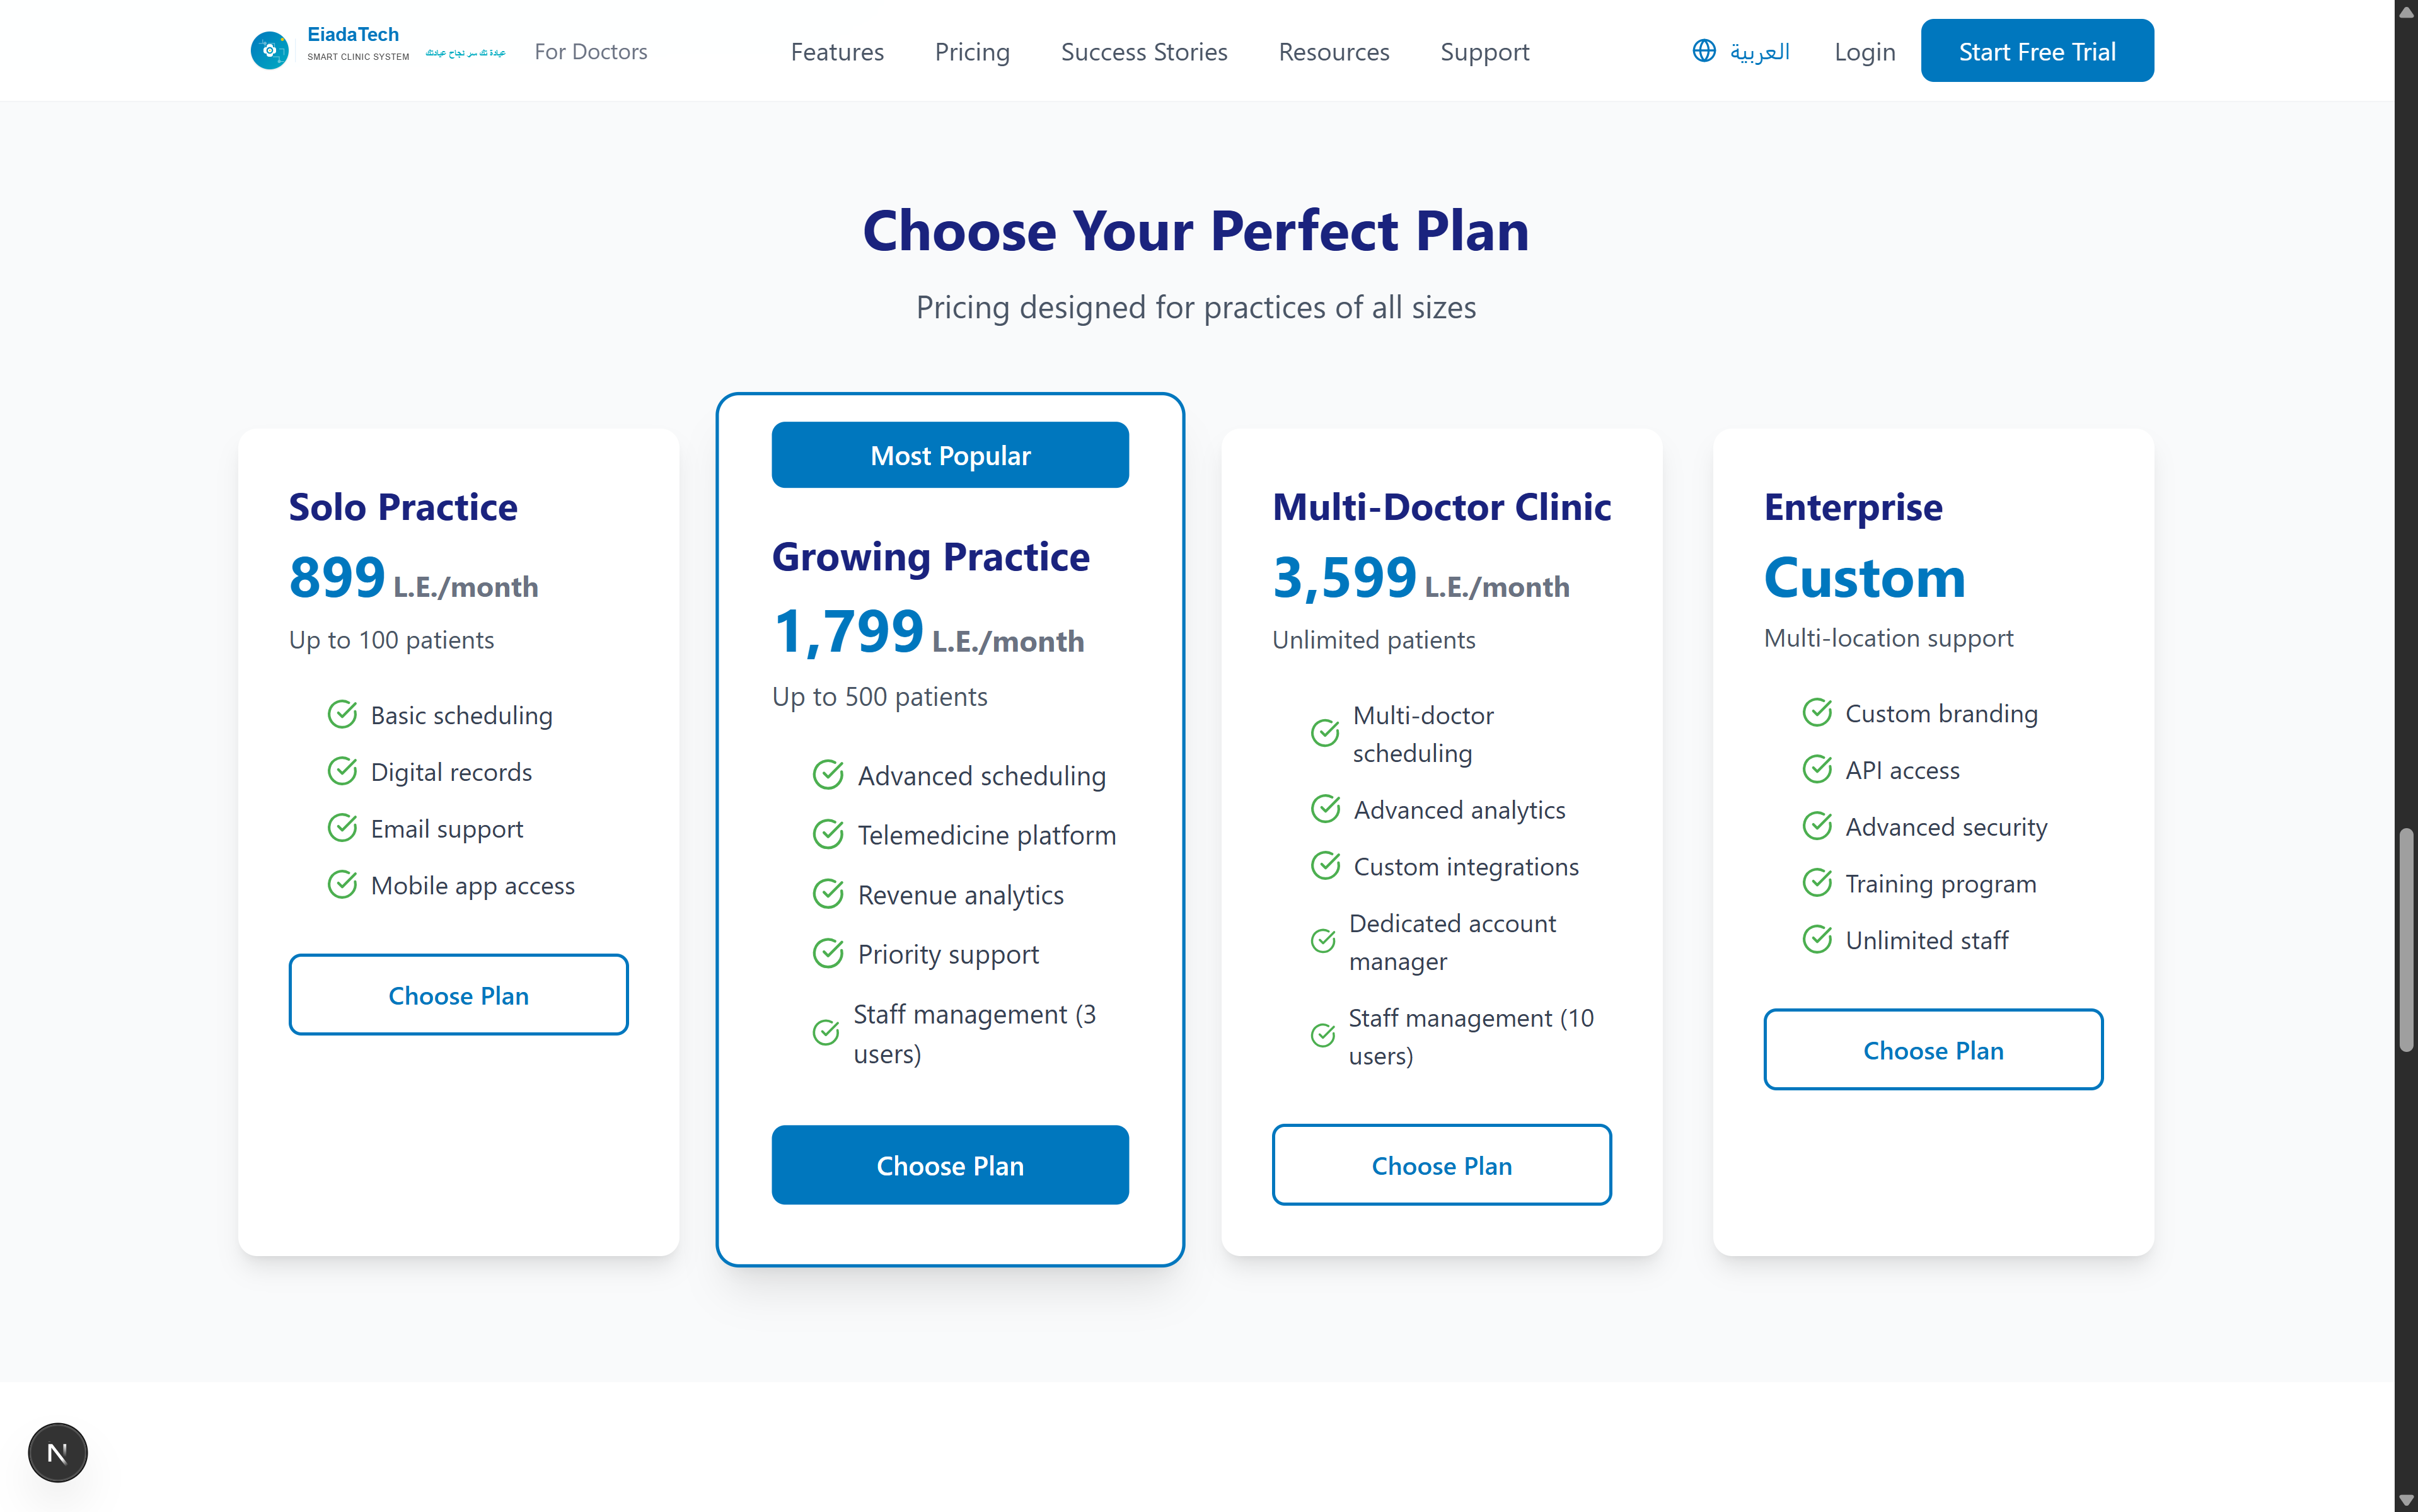 EiadaTech
SMART CLINIC SYSTEM
عيادة تك سر نجاح عيادتك
For Doctors
Features
Pricing
Success Stories
Resources
Support
العربية
Login
Start Free Trial
Choose Your Perfect Plan
Pricing designed for practices of all sizes
Solo Practice
899 L.E./month
Up to 100 patients
Basic scheduling
Digital records
Email support
Mobile app access
Choose Plan
Most Popular
Growing Practice
1,799 L.E./month
Up to 500 patients
Advanced scheduling
Telemedicine platform
Revenue analytics
Priority support
Staff management (3
users)
Choose Plan
Multi-Doctor Clinic
3,599 L.E./month
Unlimited patients
Multi-doctor
scheduling
Advanced analytics
Custom integrations
Dedicated account
manager
Staff management (10
users)
Choose Plan
Enterprise
Custom
Multi-location support
Custom branding
API access
Advanced security
Training program
Unlimited staff
Choose Plan
N